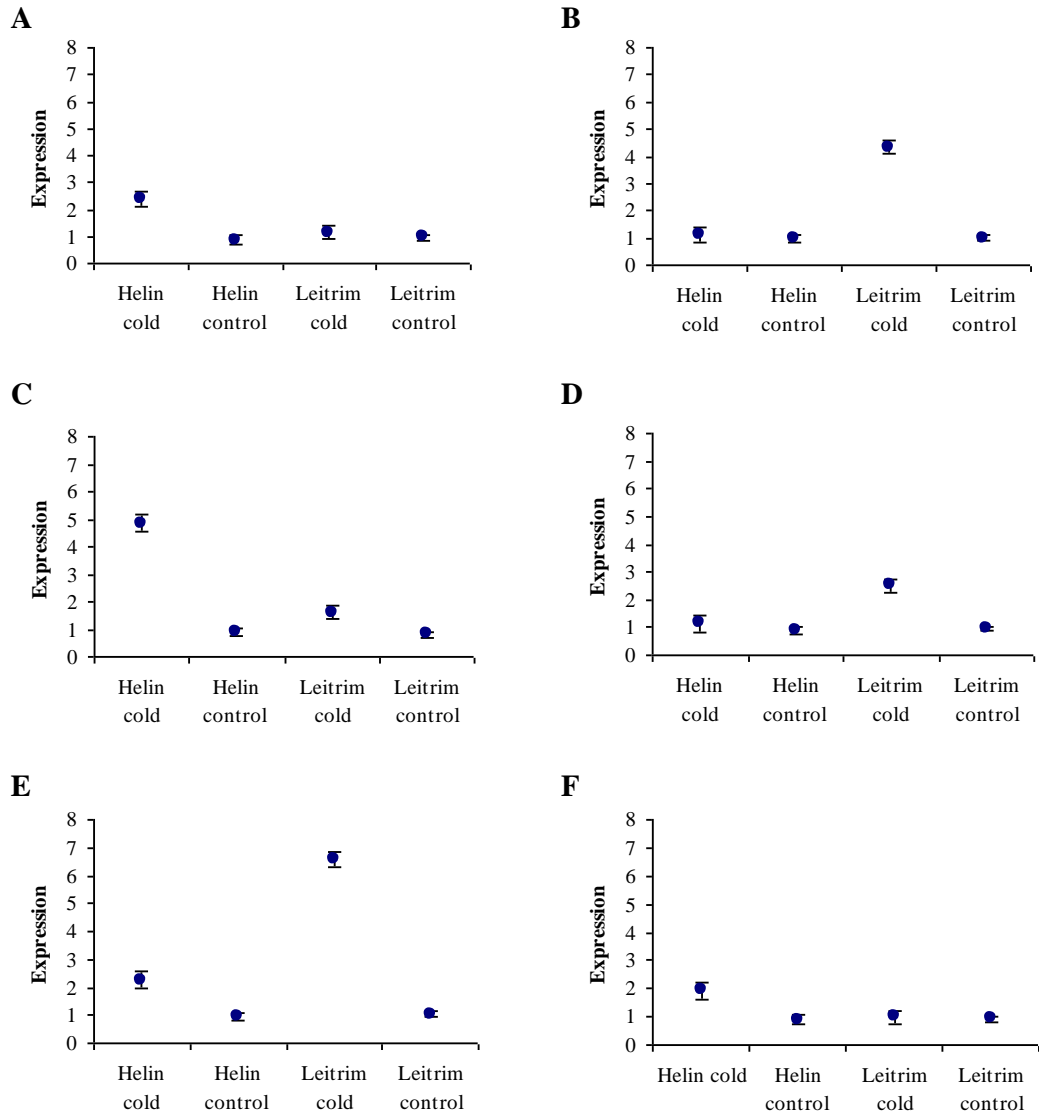 A
8
7
6
5
4
3
2
1
0
Expression
Helin cold
Helin control
Leitrim cold
Leitrim control
B
8
7
6
5
4
3
2
1
0
Expression
Helin cold
Helin control
Leitrim cold
Leitrim control
C
8
7
6
5
4
3
2
1
0
Expression
Helin cold
Helin control
Leitrim cold
Leitrim control
D
8
7
6
5
4
3
2
1
0
Expression
Helin cold
Helin control
Leitrim cold
Leitrim control
E
8
7
6
5
4
3
2
1
0
Expression
Helin cold
Helin control
Leitrim cold
Leitrim control
F
8
7
6
5
4
3
2
1
0
Expression
Helin cold
Helin control
Leitrim cold
Leitrim control